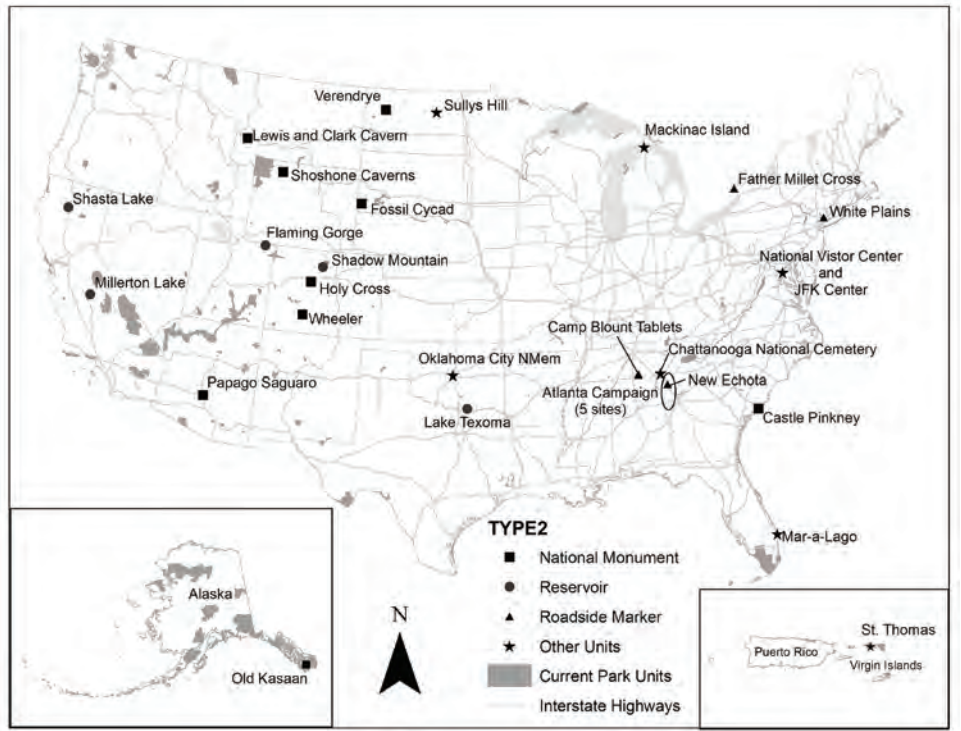 Verendrye
Sullys Hill
Mackinac Island
Lewis and Clark Cavern
Shoshone Caverns
Father Millet Cross
Shasta Lake
Fossil Cycad
White Plains
Flaming Gorge
Shadow Mountain
National Vistor Center
and
JFK Center
Millerton Lake
Holy Cross
Wheeler
Camp Blount Tablets
Chattanooga National Cemetery
Oklahoma City NMem
New Echota
Papago Saguaro
Atlanta Campaign
(5 sites)
Lake Texoma
Castle Pinkney
Mar-a-Lago
TYPE2
National Monument
Reservoir
Roadside Marker
Other Units
Current Park Units
Interstate Highways
N
Alaska
Old Kasaan
St. Thomas
Puerto Rico
Virgin Islands